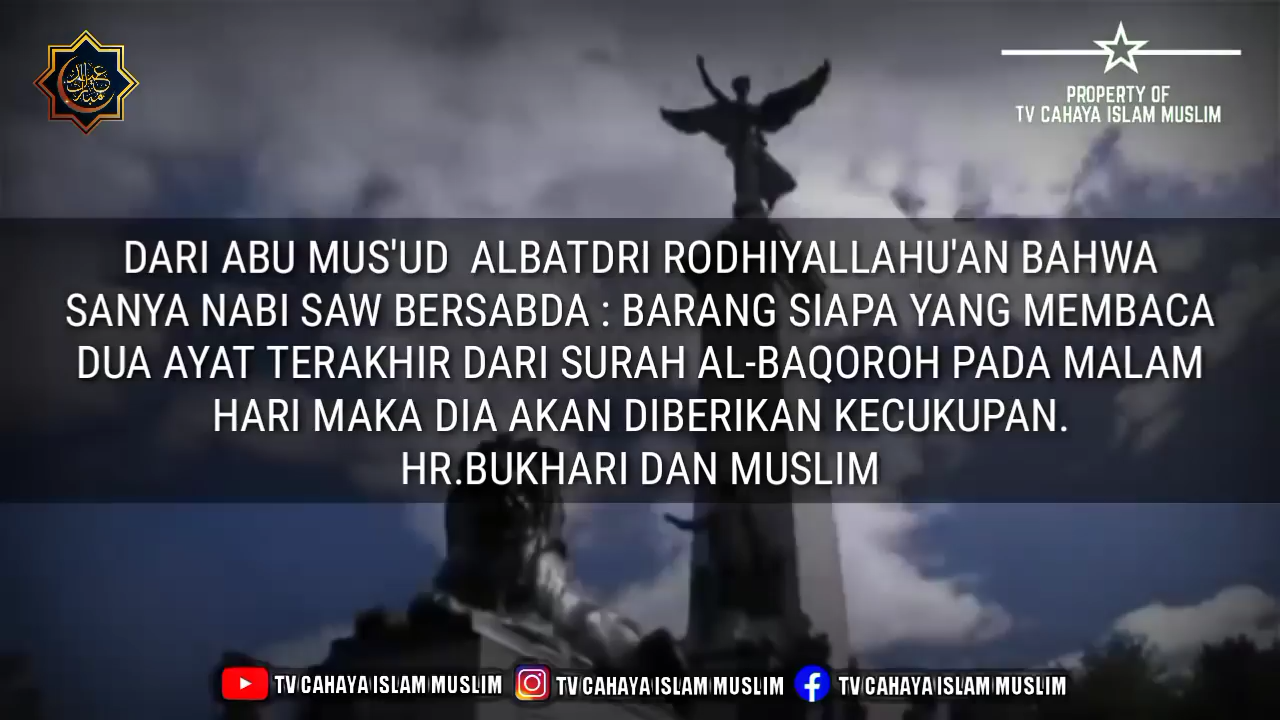 PROPERTY OF
TV CAHAYA ISLAM MUSLIM
DARI ABU MUS'UD  ALBATDRI RODHIYALLAHU'AN BAHWA
SANYA NABI SAW BERSABDA : BARANG SIAPA YANG MEMBACA
DUA AYAT TERAKHIR DARI SURAH AL-BAQOROH PADA MALAM
HARI MAKA DIA AKAN DIBERIKAN KECUKUPAN.
HR.BUKHARI DAN MUSLIM
TV CAHAYA ISLAM MUSLIM TV CAHAYA ISLAM MUSLIM TV CAHAYA ISLAM MUSLIM